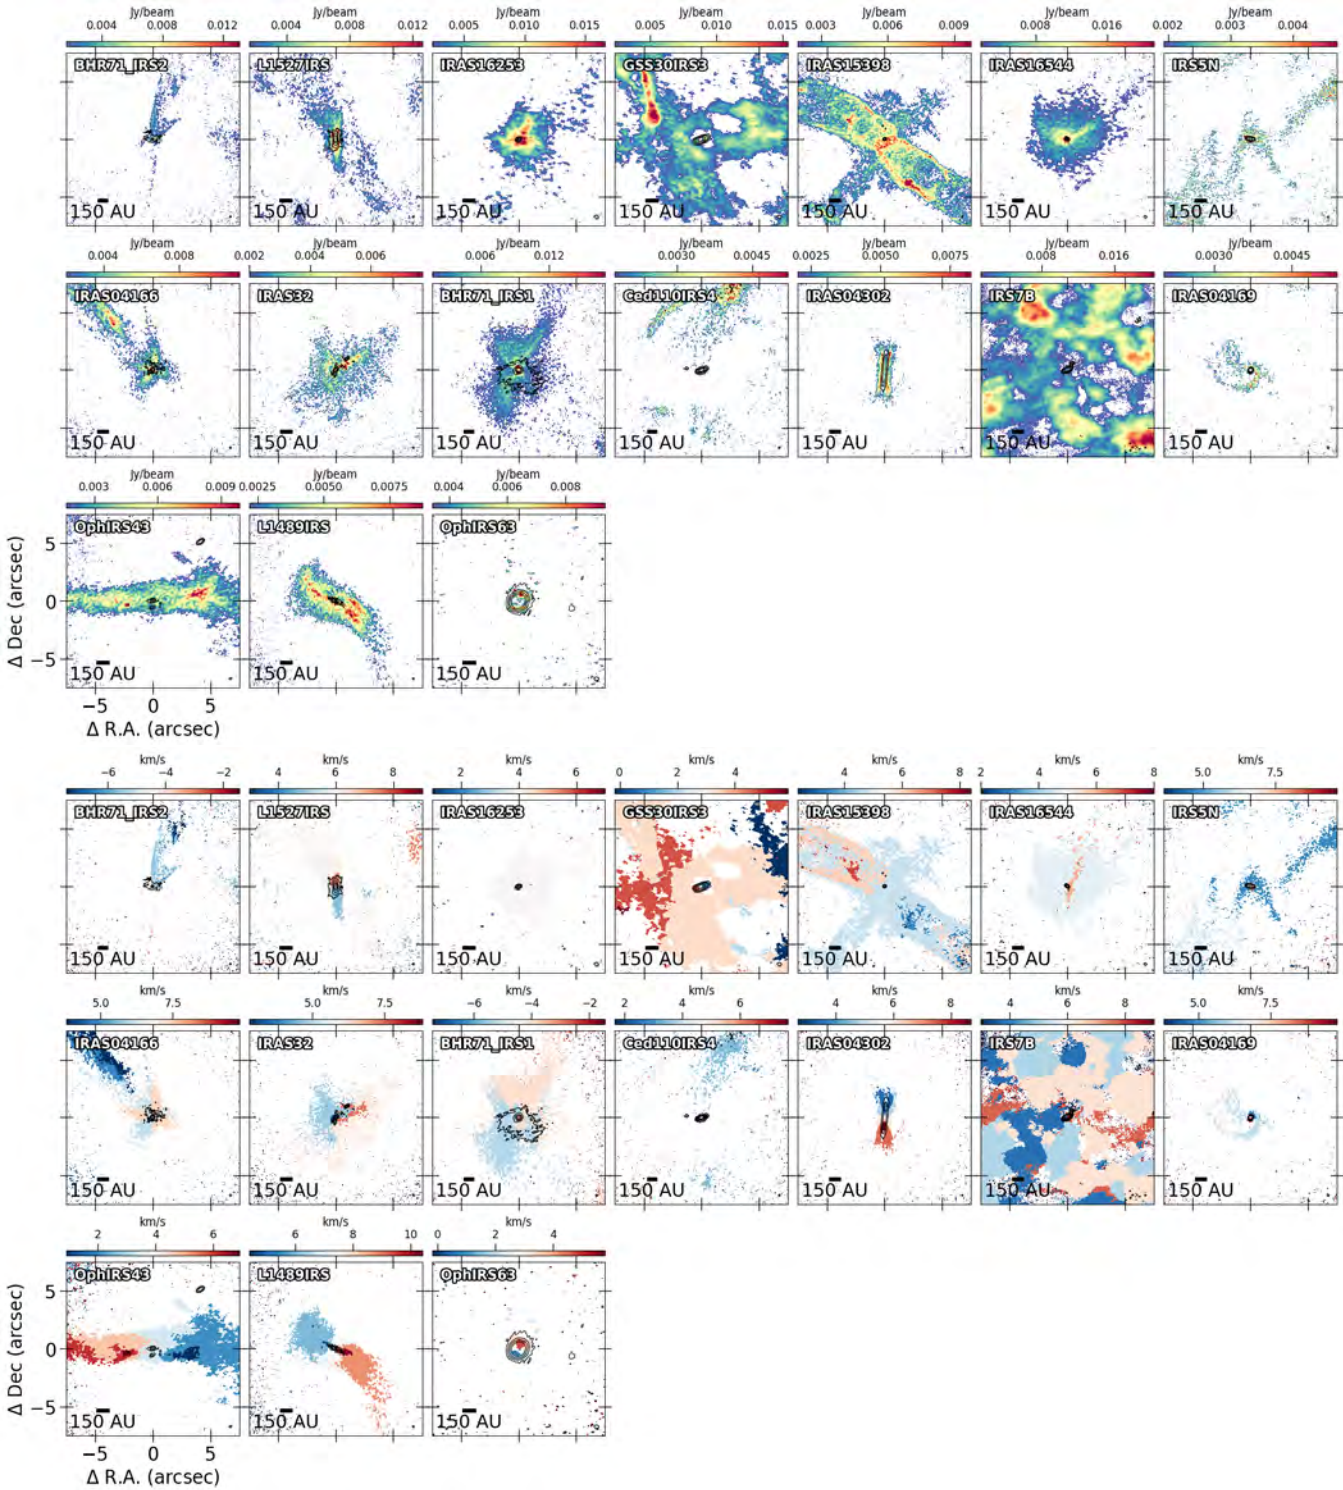 Jy/beam Jy/beam Jy/beam Jy/beam Jy/beam Jy/beam Jy/beam
0.004 0.008 0.012 0.004 0.008 0.012 0.005 0.010 0.015 0.005 0.010 0.015 0.003 0.006 0.009 0.008 0.016 0.002 0.003 0.004
BHR71_IRS2 L1527IRS IRAS16253 GSS30IRS3 IRAS15398 IRAS16544 IRS5N
150 AU 150 AU 150 AU 150 AU 150 AU 150 AU 150 AU
Jy/beam Jy/beam Jy/beam Jy/beam Jy/beam Jy/beam Jy/beam
0.004 0.008 0.002 0.004 0.006 0.006 0.012 0.0030 0.0045 0.0025 0.0050 0.0075 0.008 0.016 0.0030 0.0045
IRAS04166 IRAS32 BHR71_IRS1 Ced110IRS4 IRAS04302 IRS7B IRAS04169
150 AU 150 AU 150 AU 150 AU 150 AU 150 AU 150 AU
Jy/beam Jy/beam Jy/beam
0.003 0.006 0.009 0.0025 0.0050 0.0075 0.004 0.006 0.008
OphIRS43 L1489IRS OphIRS63
5
0
−5
Δ Dec (arcsec)
150 AU 150 AU 150 AU
−5 0 5
Δ R.A. (arcsec)
km/s km/s km/s km/s km/s km/s km/s
−6 −4 −2 4 6 8 2 4 6 0 2 4 4 6 8 2 4 6 8 5.0 7.5
BHR71_IRS2 L1527IRS IRAS16253 GSS30IRS3 IRAS15398 IRAS16544 IRS5N
150 AU 150 AU 150 AU 150 AU 150 AU 150 AU 150 AU
km/s km/s km/s km/s km/s km/s km/s
5.0 7.5 5.0 7.5 −6 −4 −2 2 4 6 4 6 8 4 6 8 5.0 7.5
IRAS04166 IRAS32 BHR71_IRS1 Ced110IRS4 IRAS04302 IRS7B IRAS04169
150 AU 150 AU 150 AU 150 AU 150 AU 150 AU 150 AU
km/s km/s km/s
2 4 6 6 8 10 0 2 4
OphIRS43 L1489IRS OphIRS63
5
0
−5
Δ Dec (arcsec)
150 AU 150 AU 150 AU
−5 0 5
Δ R.A. (arcsec)